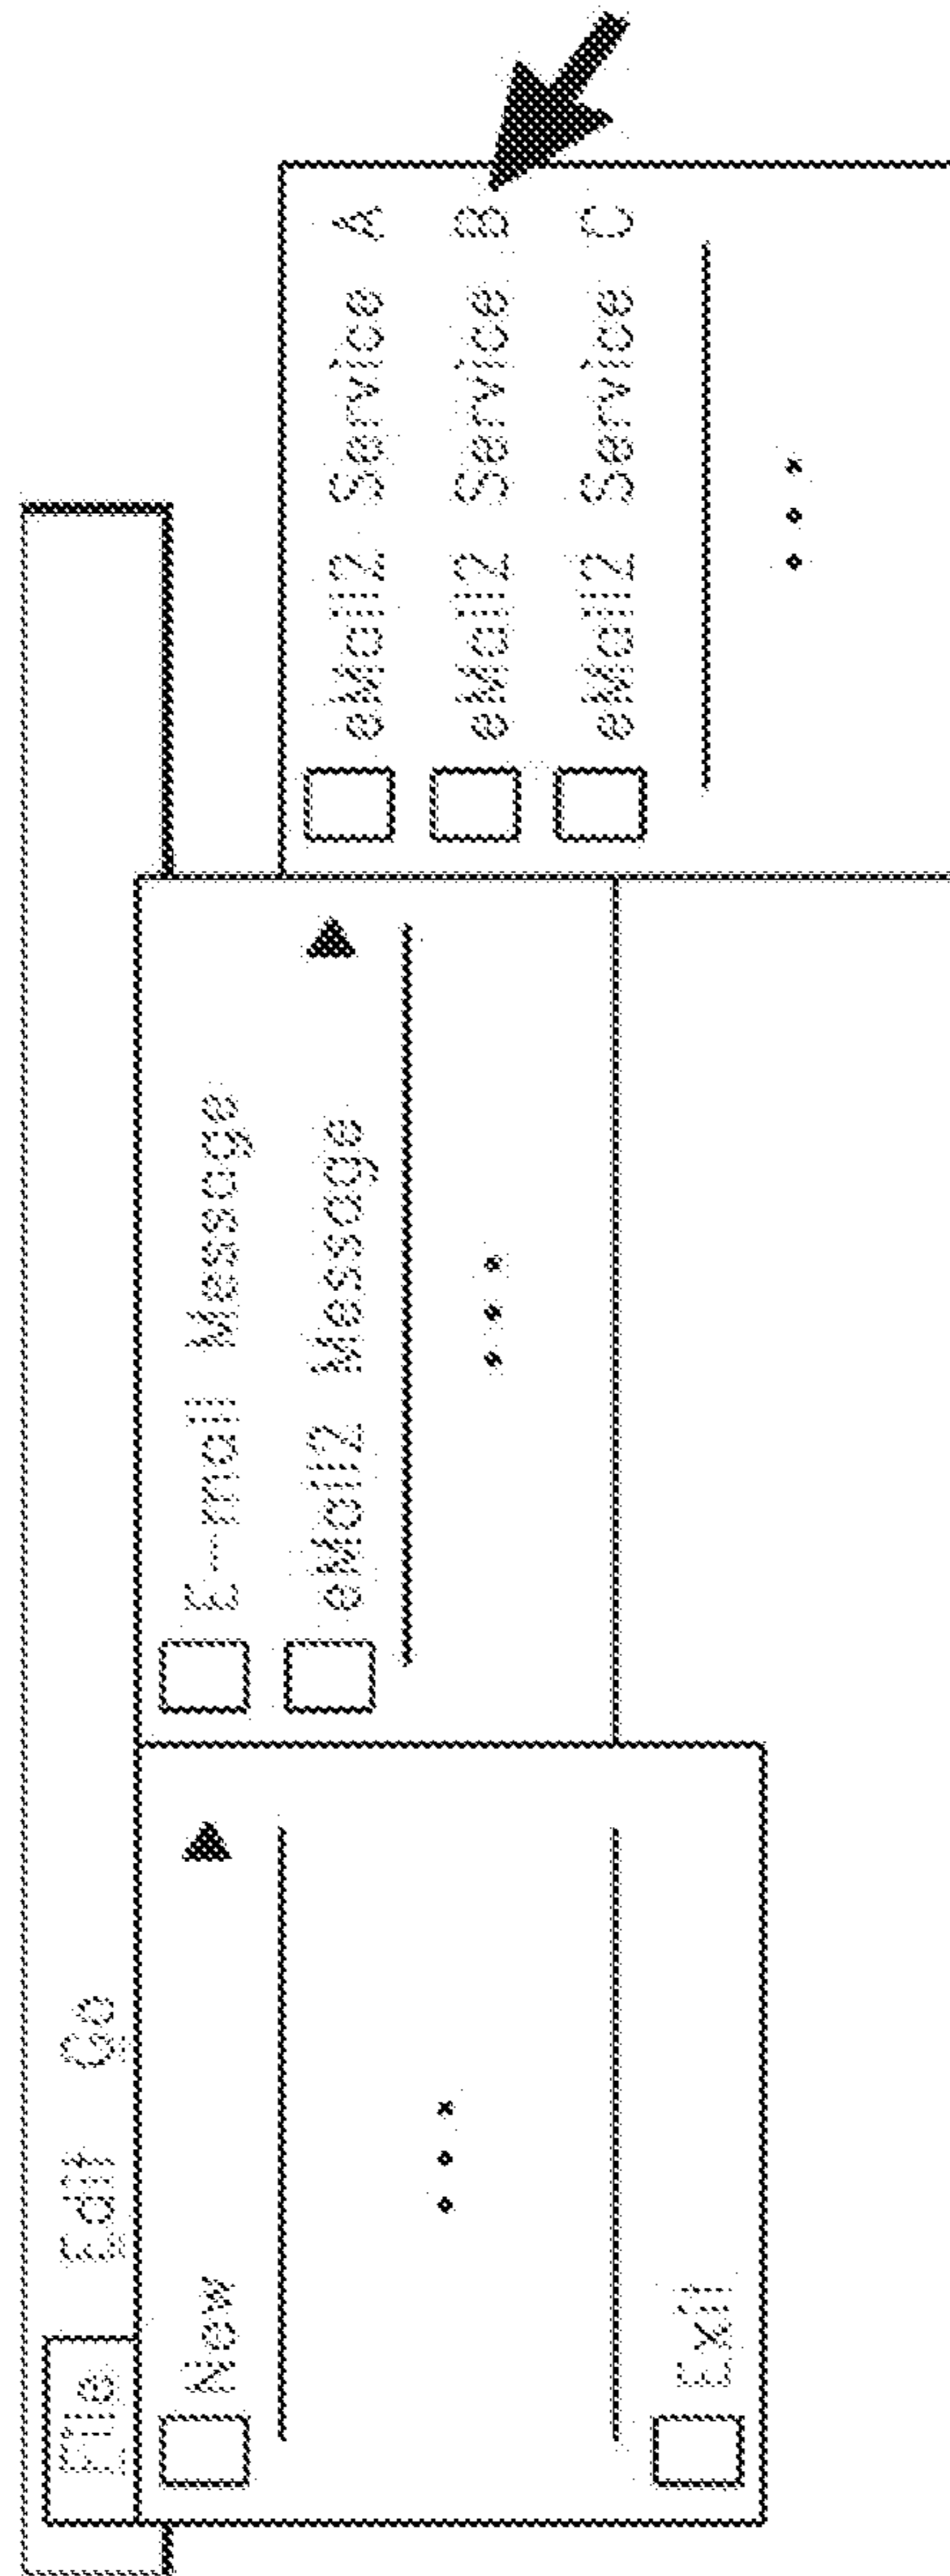 File Edit Go
New
Exit
E-mail Message
eMail2 Message
eMail2 Service A
eMail2 Service B
eMail2 Service C